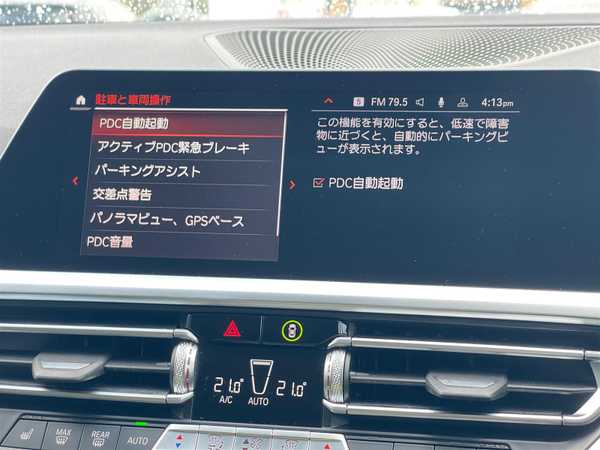 駐車と車両操作
5 FM 79.5 4:13pm
PDC自動起動
アクティブPDC緊急ブレーキ
パーキングアシスト
交差点警告
パノラマビュー、GPSベース
PDC音量
この機能を有効にすると、低速で障害
物に近づくと、自動的にパーキングビ
ューが表示されます。
PDC自動起動
21.0 21.0
A/C AUTO
MAX REAR AUTO